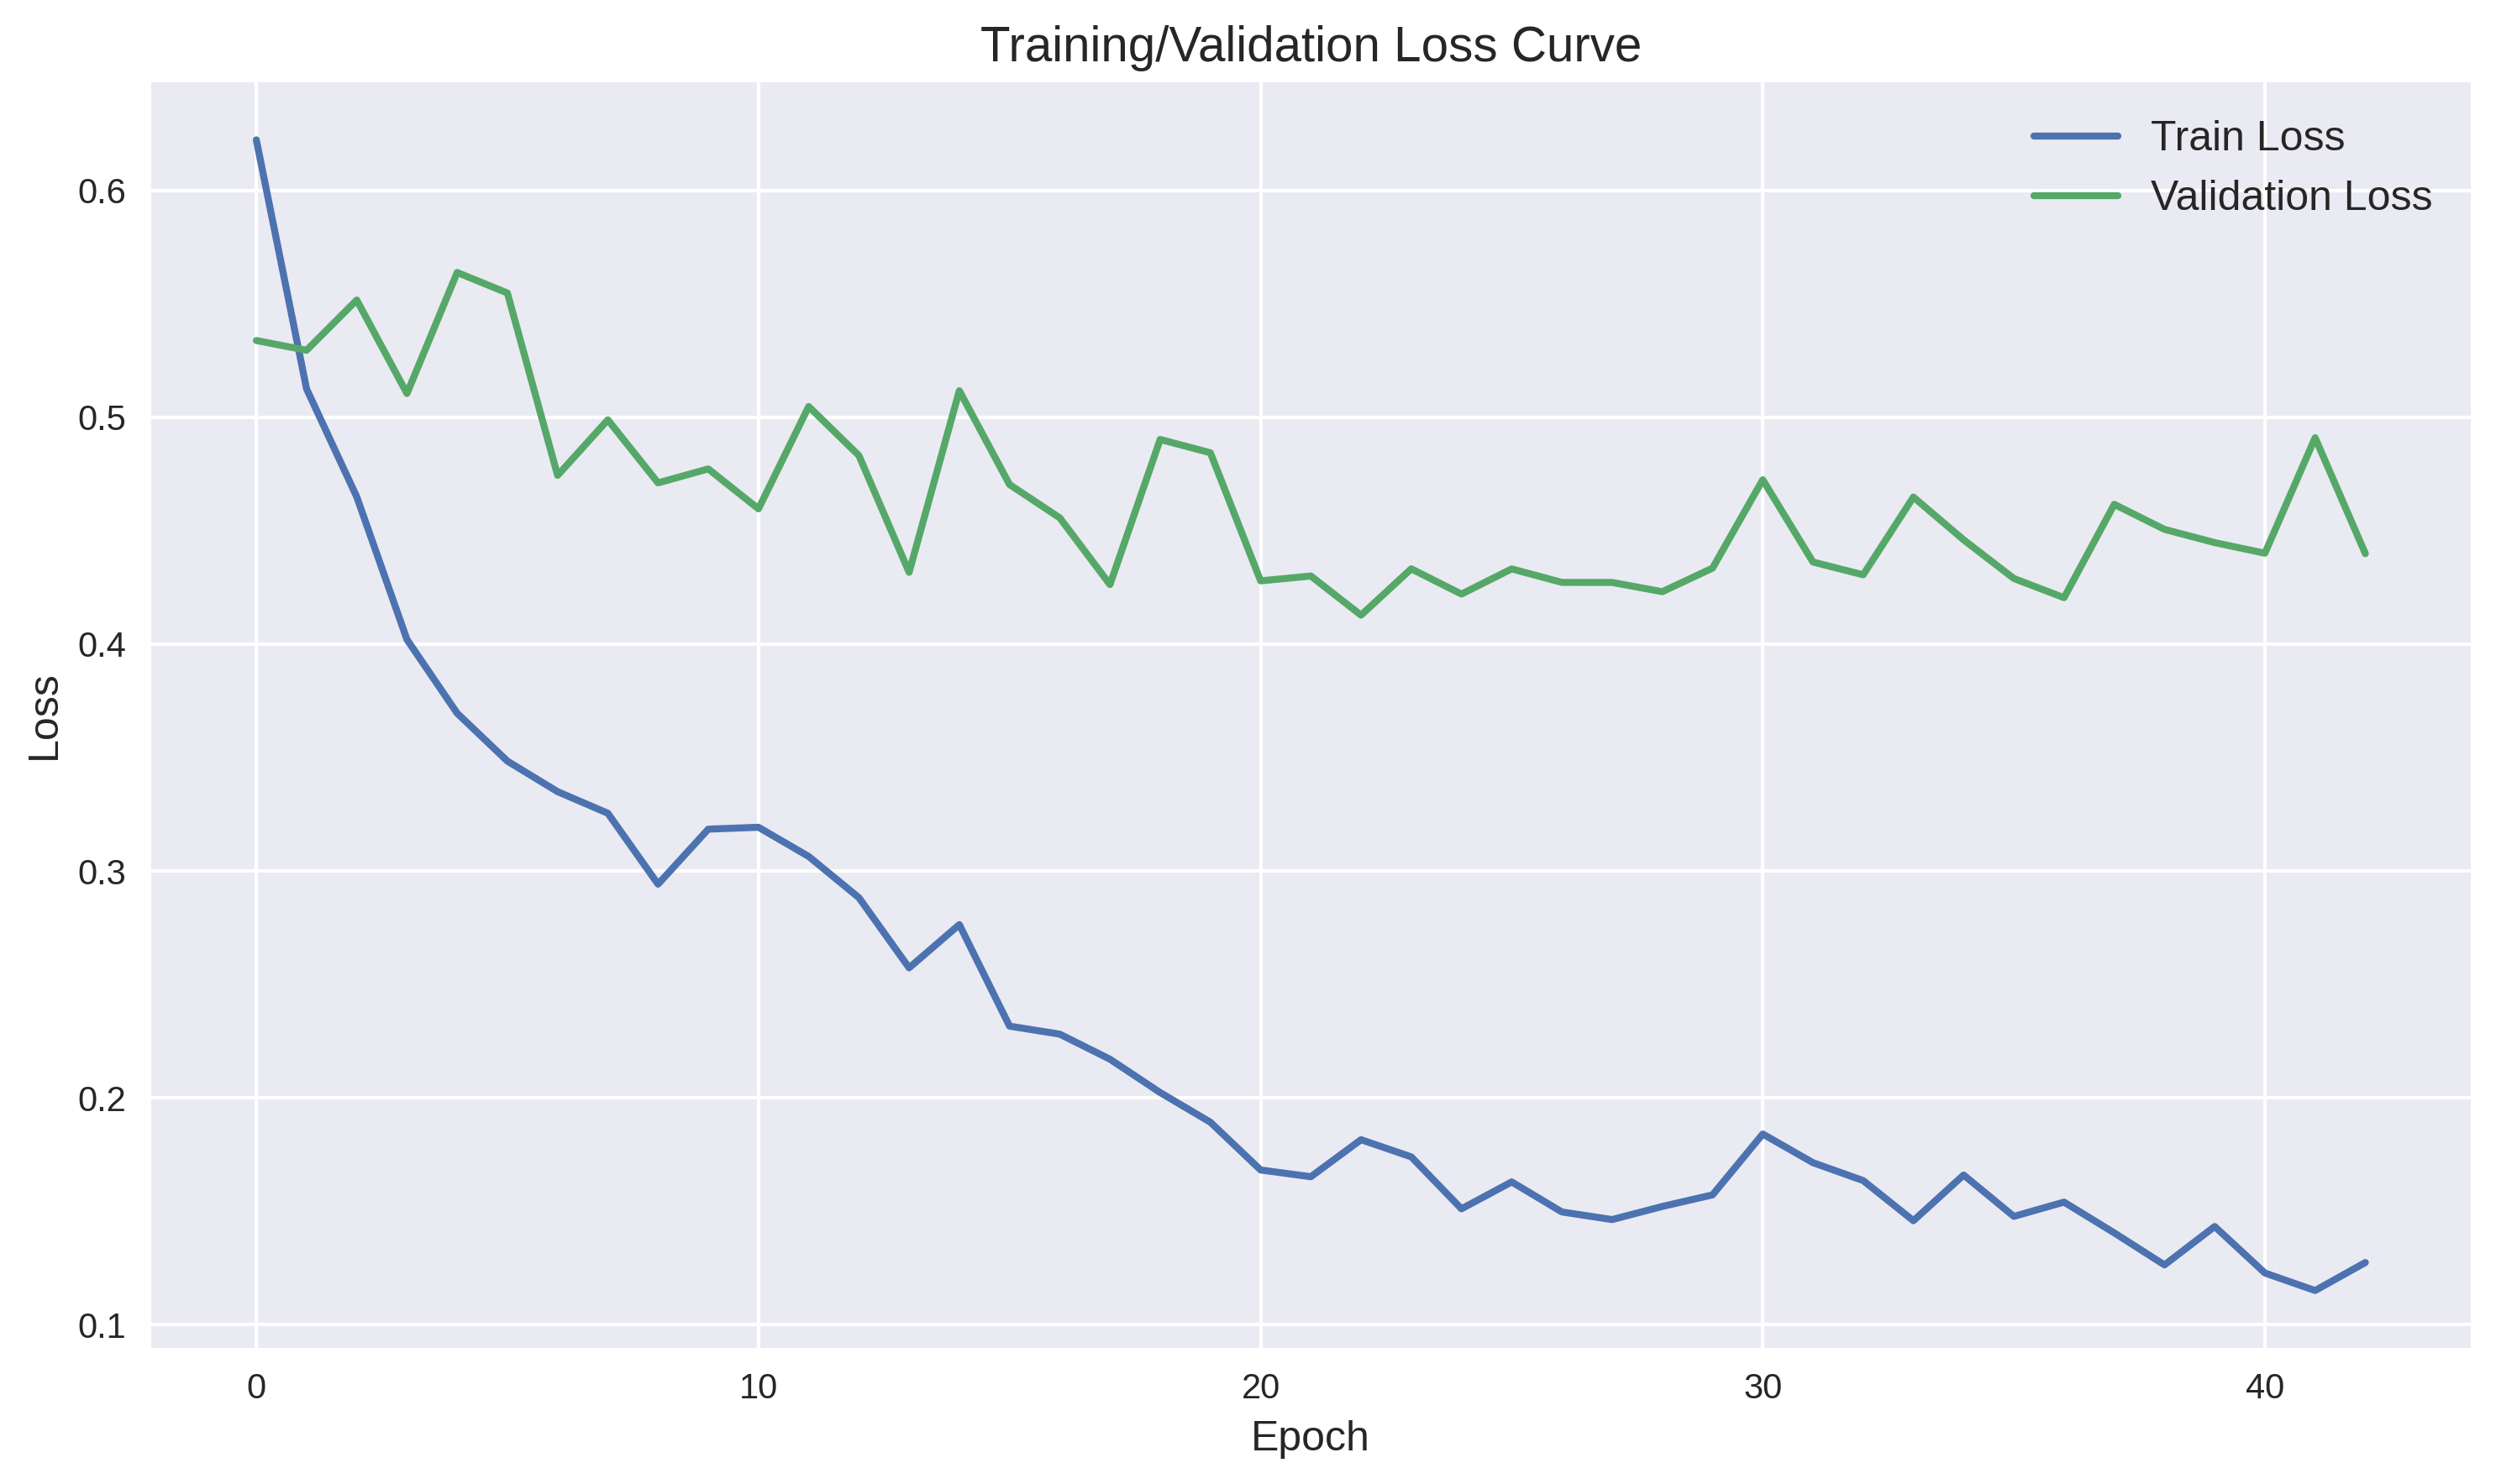 Training/Validation Loss Curve
Train Loss
Validation Loss
0.6
0.5
0.4
0.3
0.2
0.1
Loss
0 10 20 30 40
Epoch